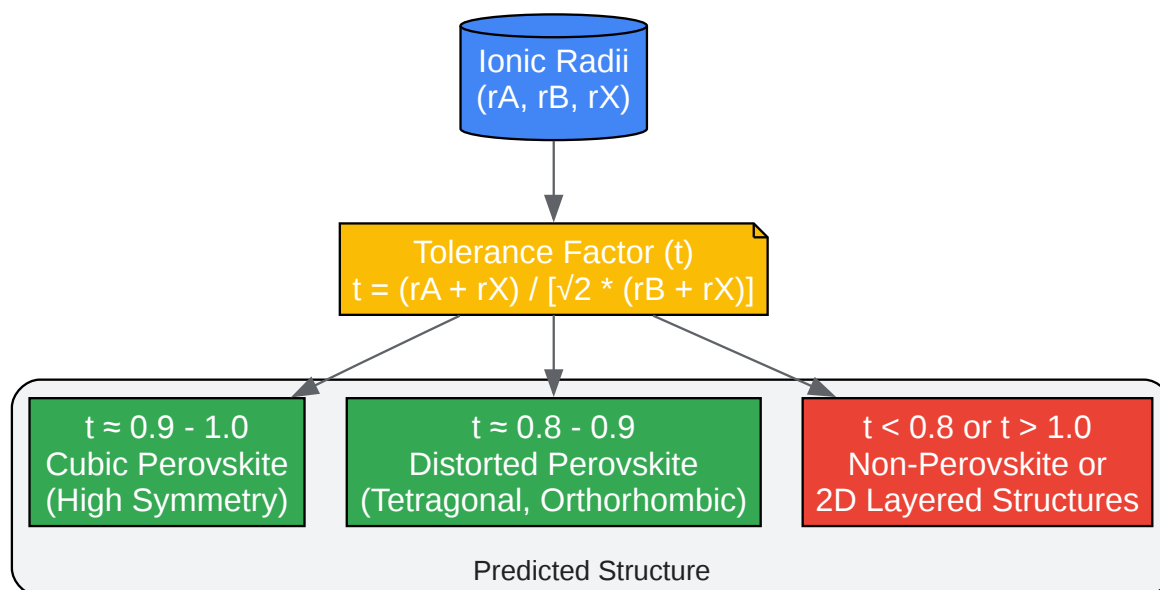 Ionic Radii
(rA, rB, rX)
Tolerance Factor (t)
t = (rA + rX) / [√2 * (rB + rX)]
t ≈ 0.9 - 1.0
Cubic Perovskite
(High Symmetry)
t ≈ 0.8 - 0.9
Distorted Perovskite
(Tetragonal, Orthorhombic)
t < 0.8 or t > 1.0
Non-Perovskite or
2D Layered Structures
Predicted Structure